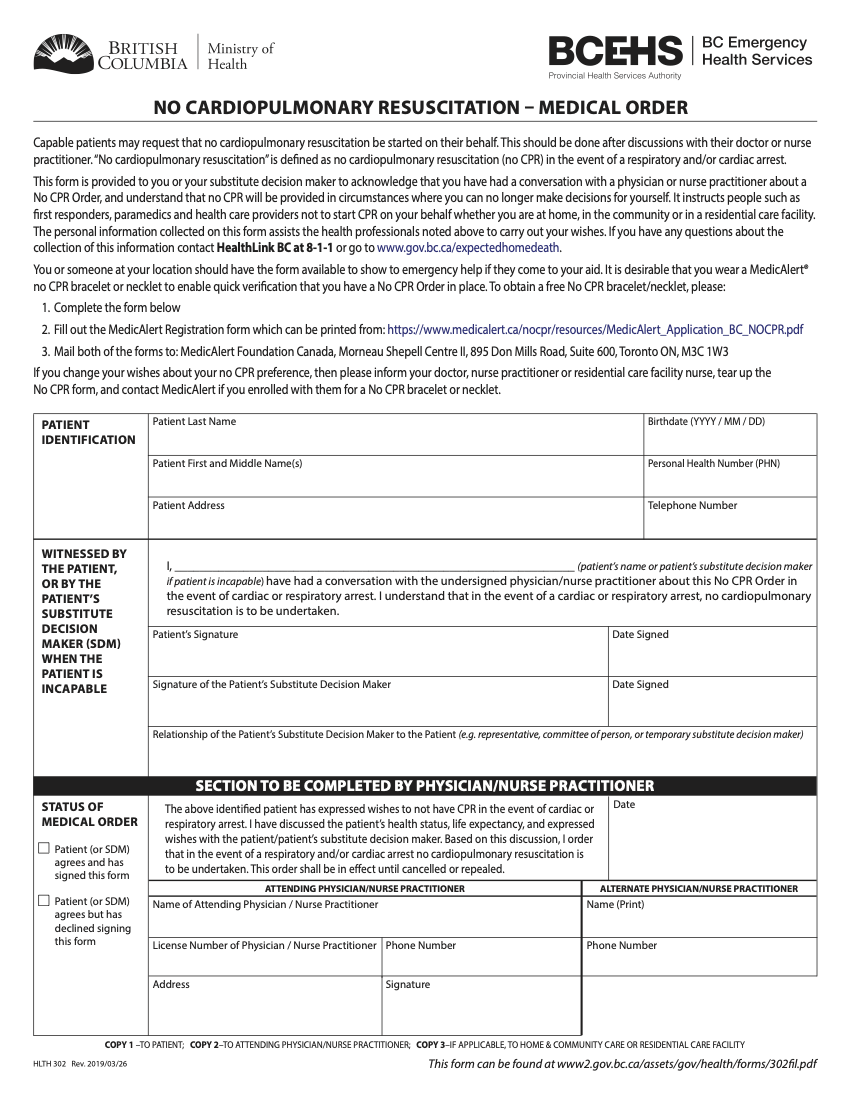 BRITISH COLUMBIA
Ministry of Health
BCEHS
Provincial Health Services Authority
BC Emergency Health Services
NO CARDIOPULMONARY RESUSCITATION – MEDICAL ORDER
Capable patients may request that no cardiopulmonary resuscitation be started on their behalf. This should be done after discussions with their doctor or nurse
practitioner. “No cardiopulmonary resuscitation” is defined as no cardiopulmonary resuscitation (no CPR) in the event of a respiratory and/or cardiac arrest.
This form is provided to you or your substitute decision maker to acknowledge that you have had a conversation with a physician or nurse practitioner about a
No CPR Order, and understand that no CPR will be provided in circumstances where you can no longer make decisions for yourself. It instructs people such as
first responders, paramedics and health care providers not to start CPR on your behalf whether you are at home, in the community or in a residential care facility.
The personal information collected on this form assists the health professionals noted above to carry out your wishes. If you have any questions about the
collection of this information contact HealthLink BC at 8-1-1 or go to www.gov.bc.ca/expectedhomedeath.
You or someone at your location should have the form available to show to emergency help if they come to your aid. It is desirable that you wear a MedicAlert®
no CPR bracelet or necklet to enable quick verification that you have a No CPR Order in place. To obtain a free No CPR bracelet/necklet, please:
1. Complete the form below
2. Fill out the MedicAlert Registration form which can be printed from: https://www.medicalert.ca/nocpr/resources/MedicAlert_Application_BC_NOCPR.pdf
3. Mail both of the forms to: MedicAlert Foundation Canada, Morneau Shepell Centre II, 895 Don Mills Road, Suite 600, Toronto ON, M3C 1W3
If you change your wishes about your no CPR preference, then please inform your doctor, nurse practitioner or residential care facility nurse, tear up the
No CPR form, and contact MedicAlert if you enrolled with them for a No CPR bracelet or necklet.
PATIENT
IDENTIFICATION
Patient Last Name
Birthdate (YYYY / MM / DD)
Patient First and Middle Name(s)
Personal Health Number (PHN)
Patient Address
Telephone Number
WITNESSED BY
THE PATIENT,
OR BY THE
PATIENT’S
SUBSTITUTE
DECISION
MAKER (SDM)
WHEN THE
PATIENT IS
INCAPABLE
I, ______________________________ (patient’s name or patient’s substitute decision maker
if patient is incapable) have had a conversation with the undersigned physician/nurse practitioner about this No CPR Order in
the event of cardiac or respiratory arrest. I understand that in the event of a cardiac or respiratory arrest, no cardiopulmonary
resuscitation is to be undertaken.
Patient’s Signature
Date Signed
Signature of the Patient’s Substitute Decision Maker
Date Signed
Relationship of the Patient’s Substitute Decision Maker to the Patient (e.g. representative, committee of person, or temporary substitute decision maker)
SECTION TO BE COMPLETED BY PHYSICIAN/NURSE PRACTITIONER
STATUS OF
MEDICAL ORDER
Patient (or SDM)
agrees and has
signed this form
Patient (or SDM)
agrees but has
declined signing
this form
The above identified patient has expressed wishes to not have CPR in the event of cardiac or
respiratory arrest. I have discussed the patient’s health status, life expectancy, and expressed
wishes with the patient/patient’s substitute decision maker. Based on this discussion, I order
that in the event of a respiratory and/or cardiac arrest no cardiopulmonary resuscitation is
to be undertaken. This order shall be in effect until cancelled or repealed.
Date
ATTENDING PHYSICIAN/NURSE PRACTITIONER
ALTERNATE PHYSICIAN/NURSE PRACTITIONER
Name of Attending Physician / Nurse Practitioner
Name (Print)
License Number of Physician / Nurse Practitioner
Phone Number
Phone Number
Address
Signature
COPY 1 –TO PATIENT; COPY 2–TO ATTENDING PHYSICIAN/NURSE PRACTITIONER; COPY 3–IF APPLICABLE, TO HOME & COMMUNITY CARE OR RESIDENTIAL CARE FACILITY
HLTH 302 Rev. 2019/03/26
This form can be found at www2.gov.bc.ca/assets/gov/health/forms/302fil.pdf